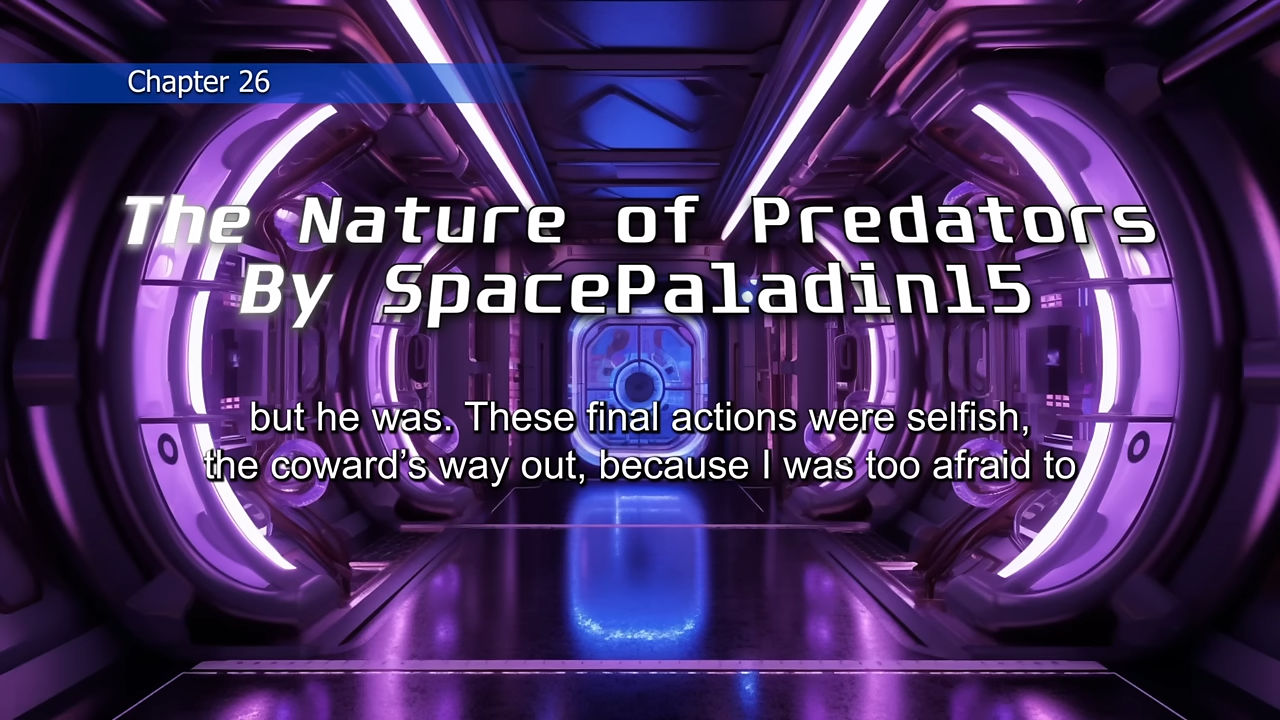 Chapter 26
The Nature of Predators
By SpacePaladin15
but he was. These final actions were selfish,
the coward’s way out, because I was too afraid to